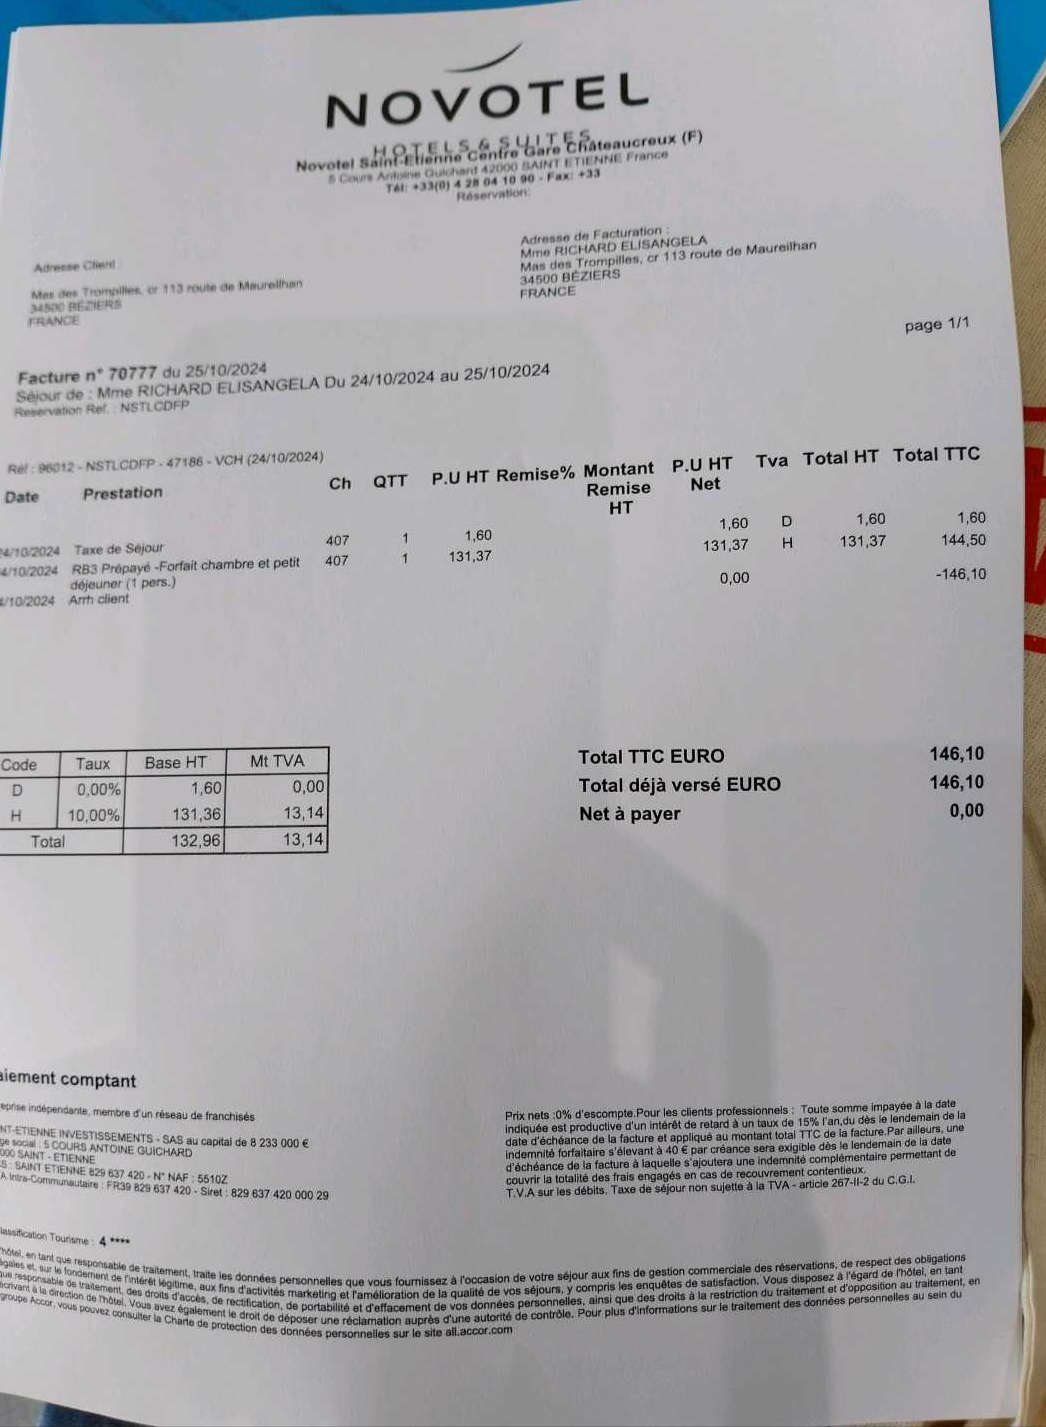 NOVOTEL
HOTELS & SUITES
Novotel Saint-Etienne Centre Gare Châteaucreux (F)
5 Cours Antoine Guichard 42000 SAINT ETIENNE France
Tél: +33(0) 4 28 04 10 90 - Fax: +33
Réservation:
Adresse Client :
Mas des Trompilles, cr 113 route de Maureilhan
34500 BÉZIERS
FRANCE
Adresse de Facturation :
Mme RICHARD ELISANGELA
Mas des Trompilles, cr 113 route de Maureilhan
34500 BÉZIERS
FRANCE
page 1/1
Facture n° 70777 du 25/10/2024
Séjour de : Mme RICHARD ELISANGELA Du 24/10/2024 au 25/10/2024
Reservation Ref. : NSTLCDFP
Réf : 96012 - NSTLCDFP - 47186 - VCH (24/10/2024)
Date Prestation Ch QTT P.U HT Remise% Montant Remise HT P.U HT Net Tva Total HT Total TTC
4/10/2024 Taxe de Séjour 407 1 1,60 1,60 D 1,60 1,60
4/10/2024 RB3 Prépayé -Forfait chambre et petit 407 1 131,37 131,37 H 131,37 144,50
déjeuner (1 pers.)
/10/2024 Arrh client 0,00 -146,10
Code Taux Base HT Mt TVA
D 0,00% 1,60 0,00
H 10,00% 131,36 13,14
Total 132,96 13,14
Total TTC EURO 146,10
Total déjà versé EURO 146,10
Net à payer 0,00
aiement comptant
eprise indépendante, membre d'un réseau de franchisés
NT-ETIENNE INVESTISSEMENTS - SAS au capital de 8 233 000 €
ge social : 5 COURS ANTOINE GUICHARD
000 SAINT - ETIENNE
S : SAINT ETIENNE 829 637 420 - N° NAF : 5510Z
A Intra-Communautaire : FR39 829 637 420 - Siret : 829 637 420 000 29
Prix nets :0% d'escompte.Pour les clients professionnels : Toute somme impayée à la date
indiquée est productive d'un intérêt de retard à un taux de 15% l'an,du dès le lendemain de la
date d'échéance de la facture et appliqué au montant total TTC de la facture.Par ailleurs, une
indemnité forfaitaire s'élevant à 40 € par créance sera exigible dès le lendemain de la date
d'échéance de la facture à laquelle s'ajoutera une indemnité complémentaire permettant de
couvrir la totalité des frais engagés en cas de recouvrement contentieux.
T.V.A sur les débits. Taxe de séjour non sujette à la TVA - article 267-II-2 du C.G.I.
lassification Tourisme : 4 ****
'hôtel, en tant que responsable de traitement, traite les données personnelles que vous fournissez à l'occasion de votre séjour aux fins de gestion commerciale des réservations, de respect des obligations
égales et, sur le fondement de l'intérêt légitime, aux fins d'activités marketing et l'amélioration de la qualité de vos séjours, y compris les enquêtes de satisfaction. Vous disposez à l'égard de l'hôtel, en tant
que responsable de traitement, des droits d'accès, de rectification, de portabilité et d'effacement de vos données personnelles, ainsi que des droits à la restriction du traitement et d'opposition au traitement, en
écrivant à la direction de l'hôtel. Vous avez également le droit de déposer une réclamation auprès d'une autorité de contrôle. Pour plus d'informations sur le traitement des données personnelles au sein du
groupe Accor, vous pouvez consulter la Charte de protection des données personnelles sur le site all.accor.com